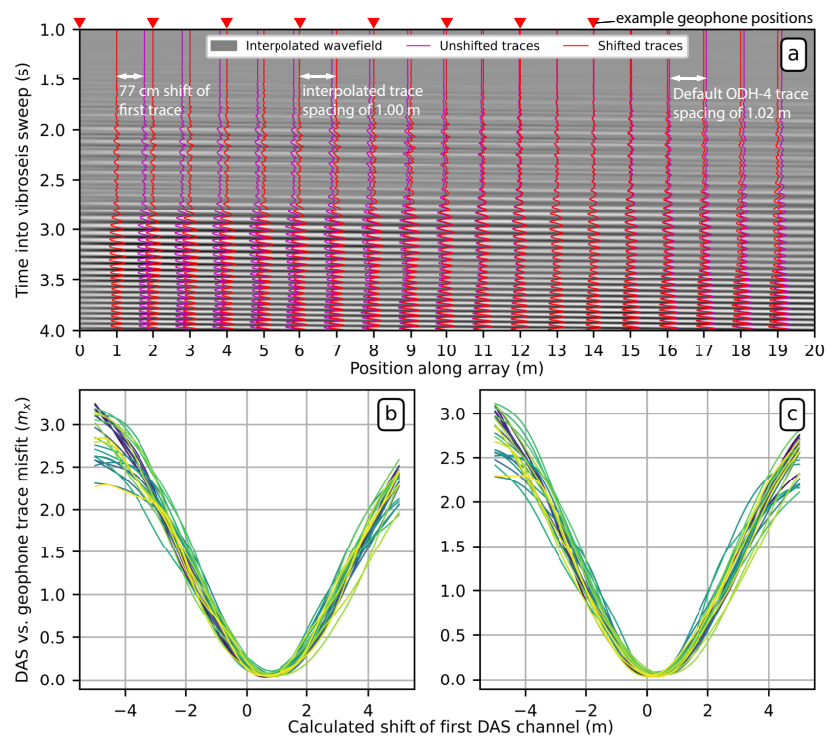 example geophone positions
1.0
1.5
2.0
2.5
3.0
3.5
4.0
Time into vibroseis sweep (s)
Interpolated wavefield Unshifted traces Shifted traces
a
77 cm shift of
first trace
interpolated trace
spacing of 1.00 m
Default ODH-4 trace
spacing of 1.02 m
0 1 2 3 4 5 6 7 8 9 10 11 12 13 14 15 16 17 18 19 20
Position along array (m)
DAS vs. geophone trace misfit (mx)
b
3.0
2.5
2.0
1.5
1.0
0.5
0.0
−4 −2 0 2 4
c
3.0
2.5
2.0
1.5
1.0
0.5
0.0
−4 −2 0 2 4
Calculated shift of first DAS channel (m)